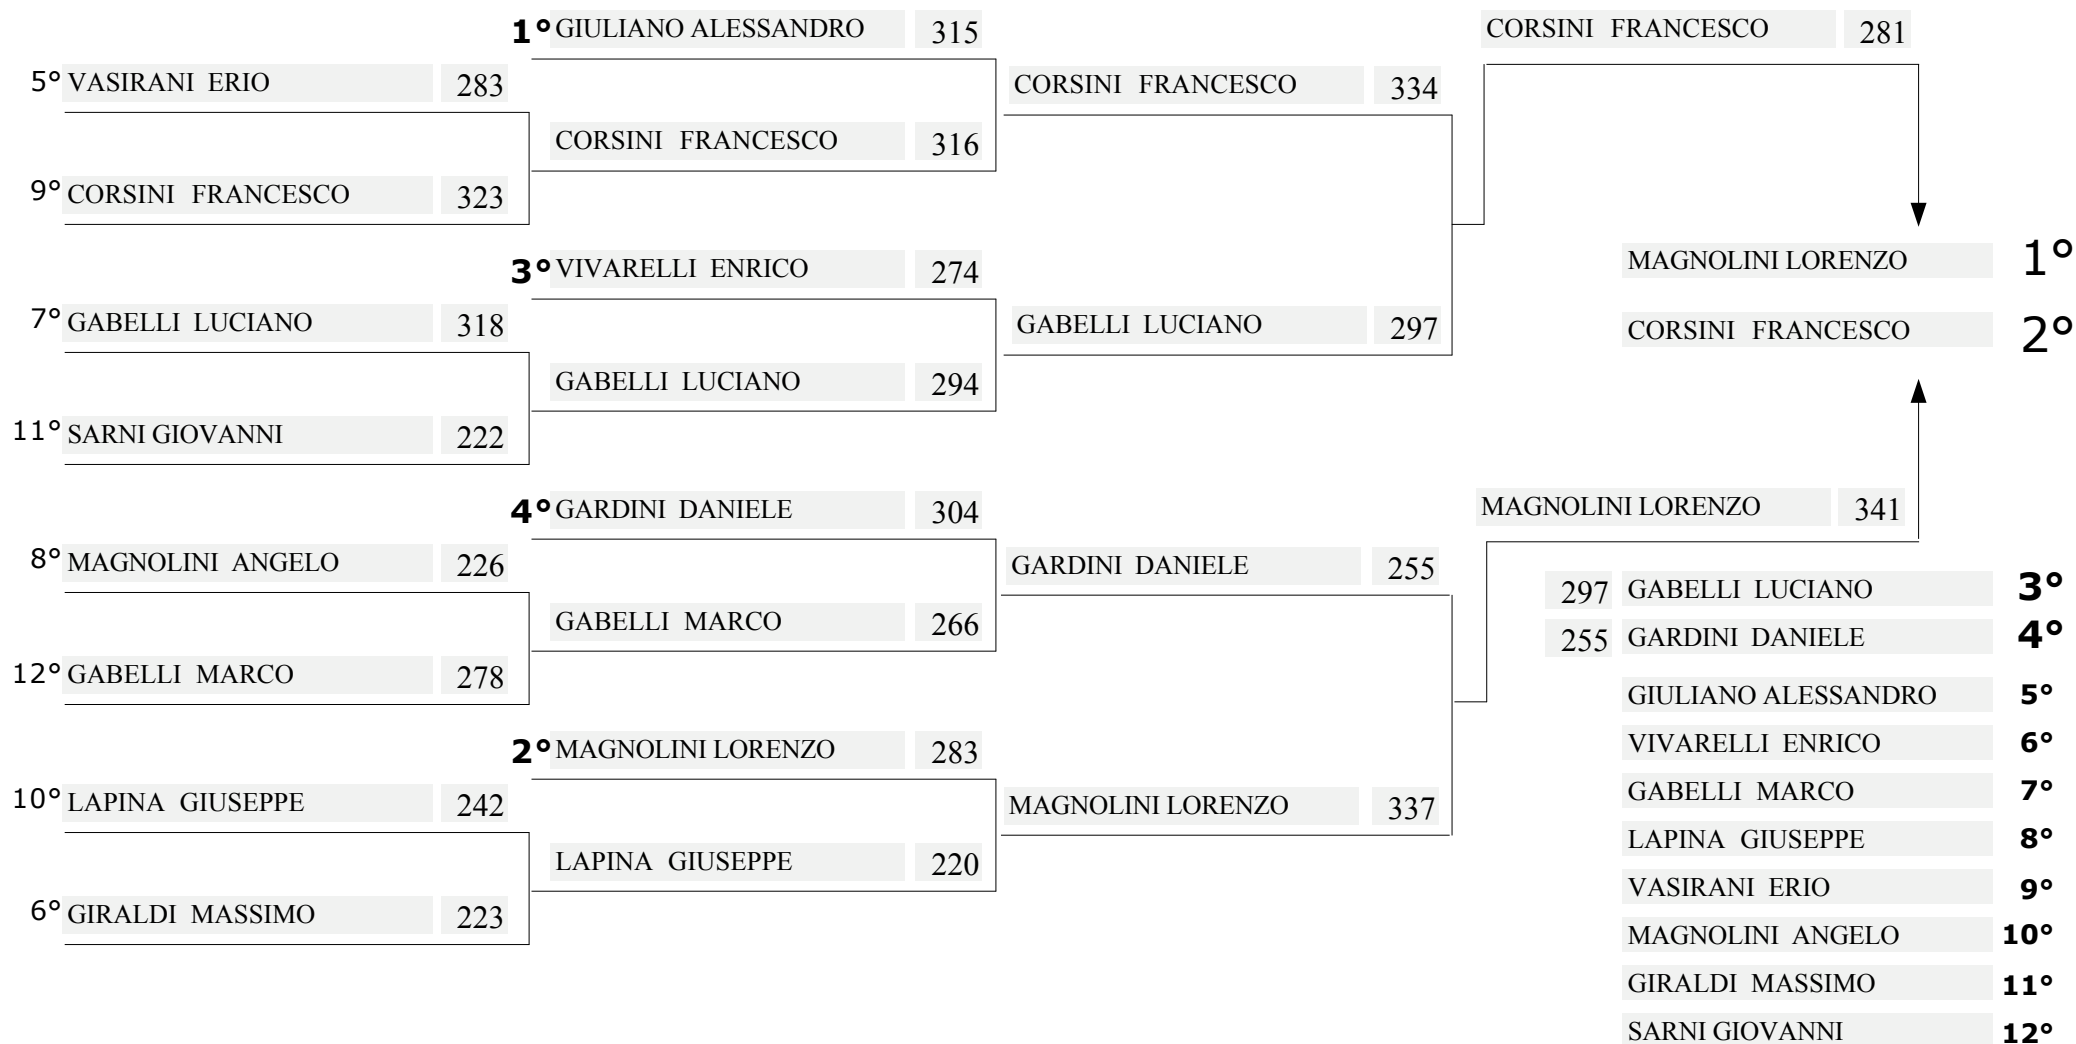 1° GIULIANO ALESSANDRO 315
5° VASIRANI ERIO 283
CORSINI FRANCESCO 316
9° CORSINI FRANCESCO 323
3° VIVARELLI ENRICO 274
7° GABELLI LUCIANO 318
GABELLI LUCIANO 294
11° SARNI GIOVANNI 222
4° GARDINI DANIELE 304
8° MAGNOLINI ANGELO 226
GABELLI MARCO 266
12° GABELLI MARCO 278
2° MAGNOLINI LORENZO 283
10° LAPINA GIUSEPPE 242
LAPINA GIUSEPPE 220
6° GIRALDI MASSIMO 223
CORSINI FRANCESCO 334
GABELLI LUCIANO 297
GARDINI DANIELE 255
MAGNOLINI LORENZO 337
CORSINI FRANCESCO 281
MAGNOLINI LORENZO 1°
CORSINI FRANCESCO 2°
MAGNOLINI LORENZO 341
297 GABELLI LUCIANO 3°
255 GARDINI DANIELE 4°
GIULIANO ALESSANDRO 5°
VIVARELLI ENRICO 6°
GABELLI MARCO 7°
LAPINA GIUSEPPE 8°
VASIRANI ERIO 9°
MAGNOLINI ANGELO 10°
GIRALDI MASSIMO 11°
SARNI GIOVANNI 12°